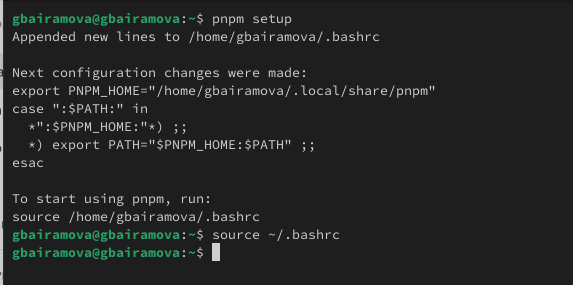 gbairamova@gbairamova:~$ pnpm setup
Appended new lines to /home/gbairamova/.bashrc

Next configuration changes were made:
export PNPM_HOME="/home/gbairamova/.local/share/pnpm"
case ":$PATH:" in
  *":$PNPM_HOME:"*) ;;
  *) export PATH="$PNPM_HOME:$PATH" ;;
esac

To start using pnpm, run:
source /home/gbairamova/.bashrc
gbairamova@gbairamova:~$ source ~/.bashrc
gbairamova@gbairamova:~$